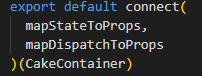 export default connect(
  mapStateToProps,
  mapDispatchToProps
)(CakeContainer)